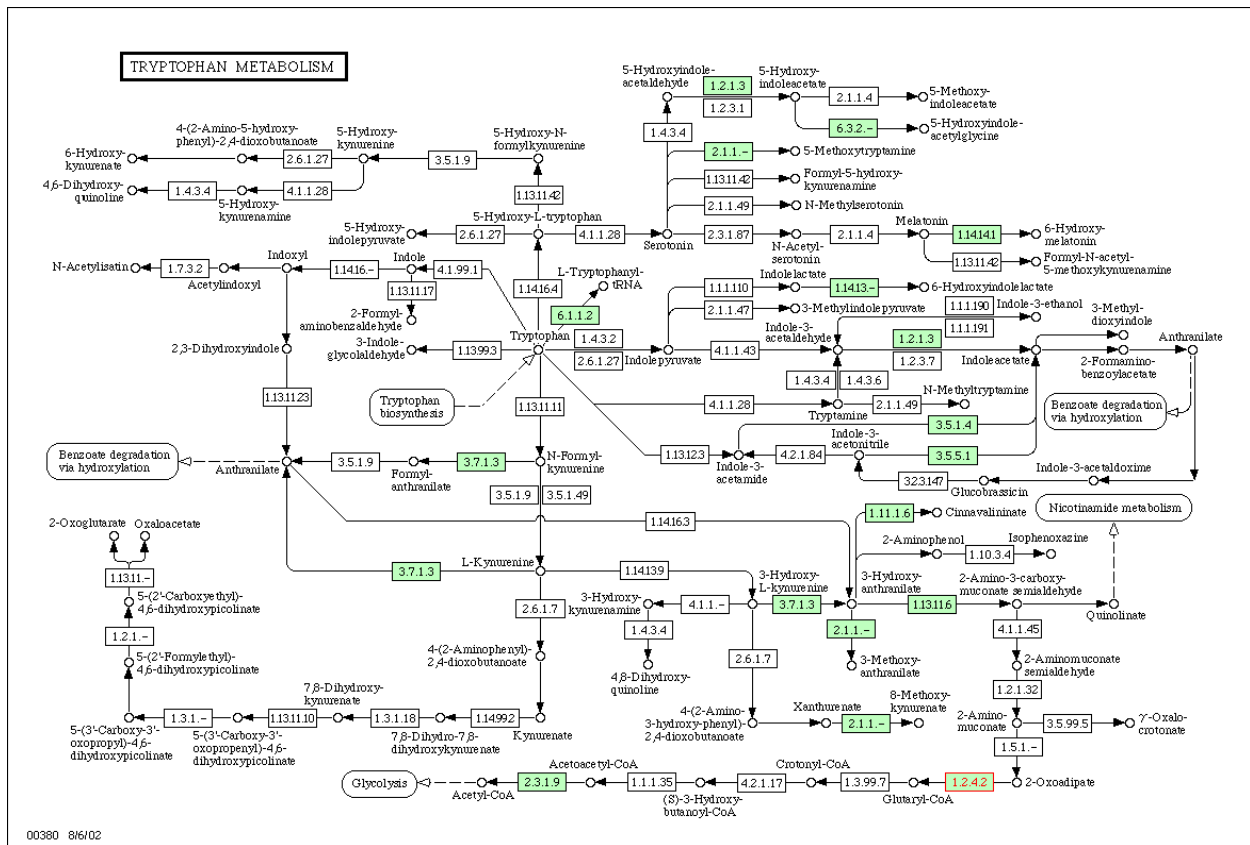 TRYPTOPHAN METABOLISM
5-Hydroxyindole-
acetaldehyde
1.2.1.3
1.2.3.1
5-Hydroxy-
indoleacetate
2.1.1.4
5-Methoxy-
indoleacetate
6.3.2.-
5-Hydroxyindole-
acetylglycine
1.4.3.4
2.1.1.-
5-Methoxytryptamine
1.13.11.42
Formyl-5-hydroxy-
kynurenamine
2.1.1.49
N-Methylserotonin
4-(2-Amino-5-hydroxy-
phenyl)-2,4-dioxobutanoate
5-Hydroxy-
kynurenine
5-Hydroxy-N-
formylkynurenine
6-Hydroxy-
kynurenate
2.6.1.27
3.5.1.9
4,6-Dihydroxy-
quinoline
1.4.3.4
4.1.1.28
5-Hydroxy-
kynurenamine
1.13.11.42
5-Hydroxy-L-tryptophan
5-Hydroxy-
indolepyruvate
2.6.1.27
4.1.1.28
Serotonin
2.3.1.87
N-Acetyl-
serotonin
2.1.1.4
Melatonin
1.14.14.1
6-Hydroxy-
melatonin
1.13.11.42
Formyl-N-acetyl-
5-methoxykynurenamine
N-Acetylisatin
1.7.3.2
Acetylindoxyl
Indoxyl
1.14.16.-
Indole
4.1.99.1
1.13.11.17
2-Formyl-
aminobenzaldehyde
1.14.16.4
L-Tryptophanyl-
tRNA
6.1.1.2
Indolelactate
1.1.1.110
1.14.13.-
6-Hydroxyindolelactate
2.1.1.47
3-Methylindolepyruvate
Indole-3-ethanol
1.1.1.190
1.1.1.191
2,3-Dihydroxyindole
3-Indole-
glycolaldehyde
1.13.99.3
Tryptophan
1.4.3.2
2.6.1.27
Indolepyruvate
4.1.1.43
Indole-3-
acetaldehyde
1.2.1.3
1.2.3.7
Indoleacetate
3-Methyl-
dioxyindole
2-Formamino-
benzoylacetate
Anthranilate
1.13.11.23
Tryptophan
biosynthesis
1.13.11.11
4.1.1.28
1.4.3.4
1.4.3.6
Tryptamine
2.1.1.49
N-Methyltryptamine
Benzoate degradation
via hydroxylation
3.5.1.4
Benzoate degradation
via hydroxylation
Anthranilate
3.5.1.9
Formyl-
anthranilate
3.7.1.3
N-Formyl-
kynurenine
1.13.12.3
Indole-3-
acetamide
4.2.1.84
Indole-3-
acetonitrile
3.5.5.1
3.2.3.147
Glucobrassicin
Indole-3-acetaldoxime
3.5.1.9
3.5.1.49
1.14.16.3
1.11.1.6
Cinnavalininate
Nicotinamide metabolism
2-Aminophenol
1.10.3.4
Isophenoxazine
2-Oxoglutarate
Oxaloacetate
1.13.11.-
3.7.1.3
L-Kynurenine
1.14.13.9
3-Hydroxy-
L-kynurenine
3-Hydroxy-
anthranilate
2-Amino-3-carboxy-
muconate semialdehyde
3-Hydroxy-
kynurenamine
4.1.1.-
3.7.1.3
1.13.11.6
Quinolinate
5-(2'-Carboxyethyl)-
4,6-dihydroxypicolinate
2.6.1.7
1.4.3.4
2.1.1.-
4.1.1.45
1.2.1.-
4-(2-Aminophenyl)-
2,4-dioxobutanoate
4,8-Dihydroxy-
quinoline
2.6.1.7
3-Methoxy-
anthranilate
2-Aminomuconate
semialdehyde
5-(2'-Formylethyl)-
4,6-dihydroxypicolinate
1.2.1.32
7,8-Dihydroxy-
kynurenate
4-(2-Amino-
3-hydroxy-phenyl)-
2,4-dioxobutanoate
Xanthurenate
2.1.1.-
8-Methoxy-
kynurenate
2-Amino-
muconate
3.5.99.5
γ-Oxalo-
crotonate
1.3.1.-
1.13.11.10
1.3.1.18
1.14.99.2
Kynurenate
5-(3'-Carboxy-3'-
oxopropyl)-4,6-
dihydroxypicolinate
5-(3'-Carboxy-3'-
oxopropenyl)-4,6-
dihydroxypicolinate
7,8-Dihydro-7,8-
dihydroxykynurenate
1.5.1.-
Glycolysis
Acetyl-CoA
2.3.1.9
Acetoacetyl-CoA
1.1.1.35
(S)-3-Hydroxy-
butanoyl-CoA
4.2.1.17
Crotonyl-CoA
1.3.99.7
Glutaryl-CoA
1.2.4.2
2-Oxoadipate
00380 8/6/02